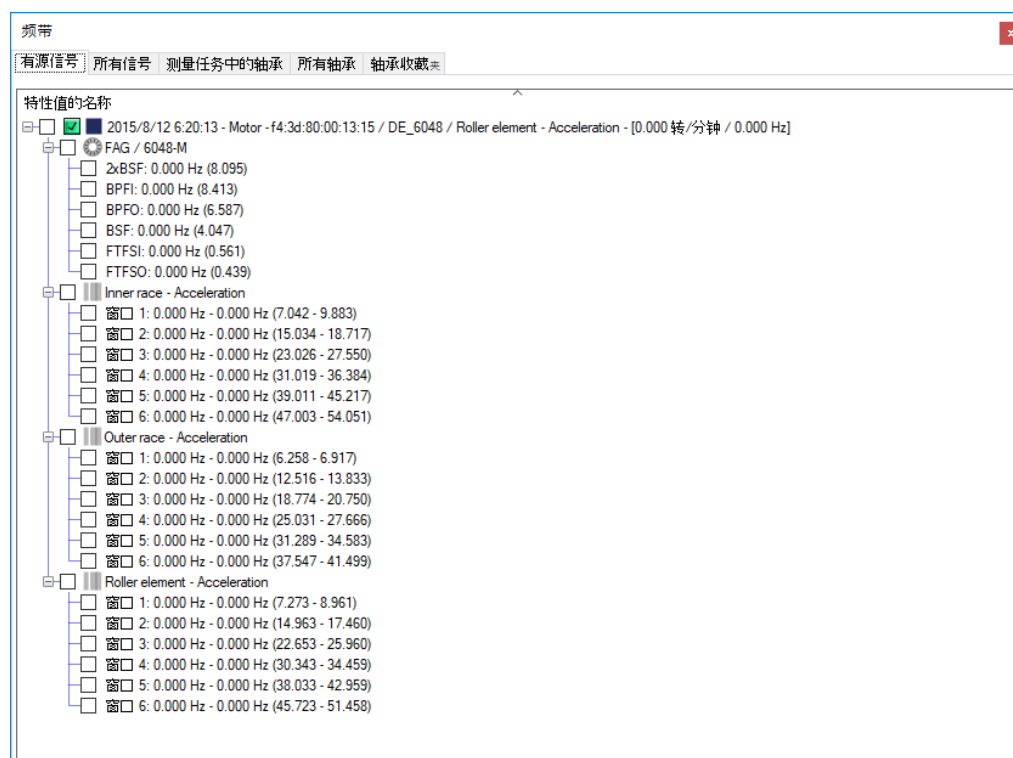 频带
有源信号 所有信号 测量任务中的轴承 所有轴承 轴承收藏夹
特性值的名称
2015/8/12 6:20:13 - Motor - f4:3d:80:00:13:15 / DE_6048 / Roller element - Acceleration - [0.000 转/分钟 / 0.000 Hz]
FAG / 6048-M
2xBSF: 0.000 Hz (8.095)
BPFI: 0.000 Hz (8.413)
BPFO: 0.000 Hz (6.587)
BSF: 0.000 Hz (4.047)
FTFSI: 0.000 Hz (0.561)
FTFSO: 0.000 Hz (0.439)
Inner race - Acceleration
窗口 1: 0.000 Hz - 0.000 Hz (7.042 - 9.883)
窗口 2: 0.000 Hz - 0.000 Hz (15.034 - 18.717)
窗口 3: 0.000 Hz - 0.000 Hz (23.026 - 27.550)
窗口 4: 0.000 Hz - 0.000 Hz (31.019 - 36.384)
窗口 5: 0.000 Hz - 0.000 Hz (39.011 - 45.217)
窗口 6: 0.000 Hz - 0.000 Hz (47.003 - 54.051)
Outer race - Acceleration
窗口 1: 0.000 Hz - 0.000 Hz (6.258 - 6.917)
窗口 2: 0.000 Hz - 0.000 Hz (12.516 - 13.833)
窗口 3: 0.000 Hz - 0.000 Hz (18.774 - 20.750)
窗口 4: 0.000 Hz - 0.000 Hz (25.031 - 27.666)
窗口 5: 0.000 Hz - 0.000 Hz (31.289 - 34.583)
窗口 6: 0.000 Hz - 0.000 Hz (37.547 - 41.499)
Roller element - Acceleration
窗口 1: 0.000 Hz - 0.000 Hz (7.273 - 8.961)
窗口 2: 0.000 Hz - 0.000 Hz (14.963 - 17.460)
窗口 3: 0.000 Hz - 0.000 Hz (22.653 - 25.960)
窗口 4: 0.000 Hz - 0.000 Hz (30.343 - 34.459)
窗口 5: 0.000 Hz - 0.000 Hz (38.033 - 42.959)
窗口 6: 0.000 Hz - 0.000 Hz (45.723 - 51.458)